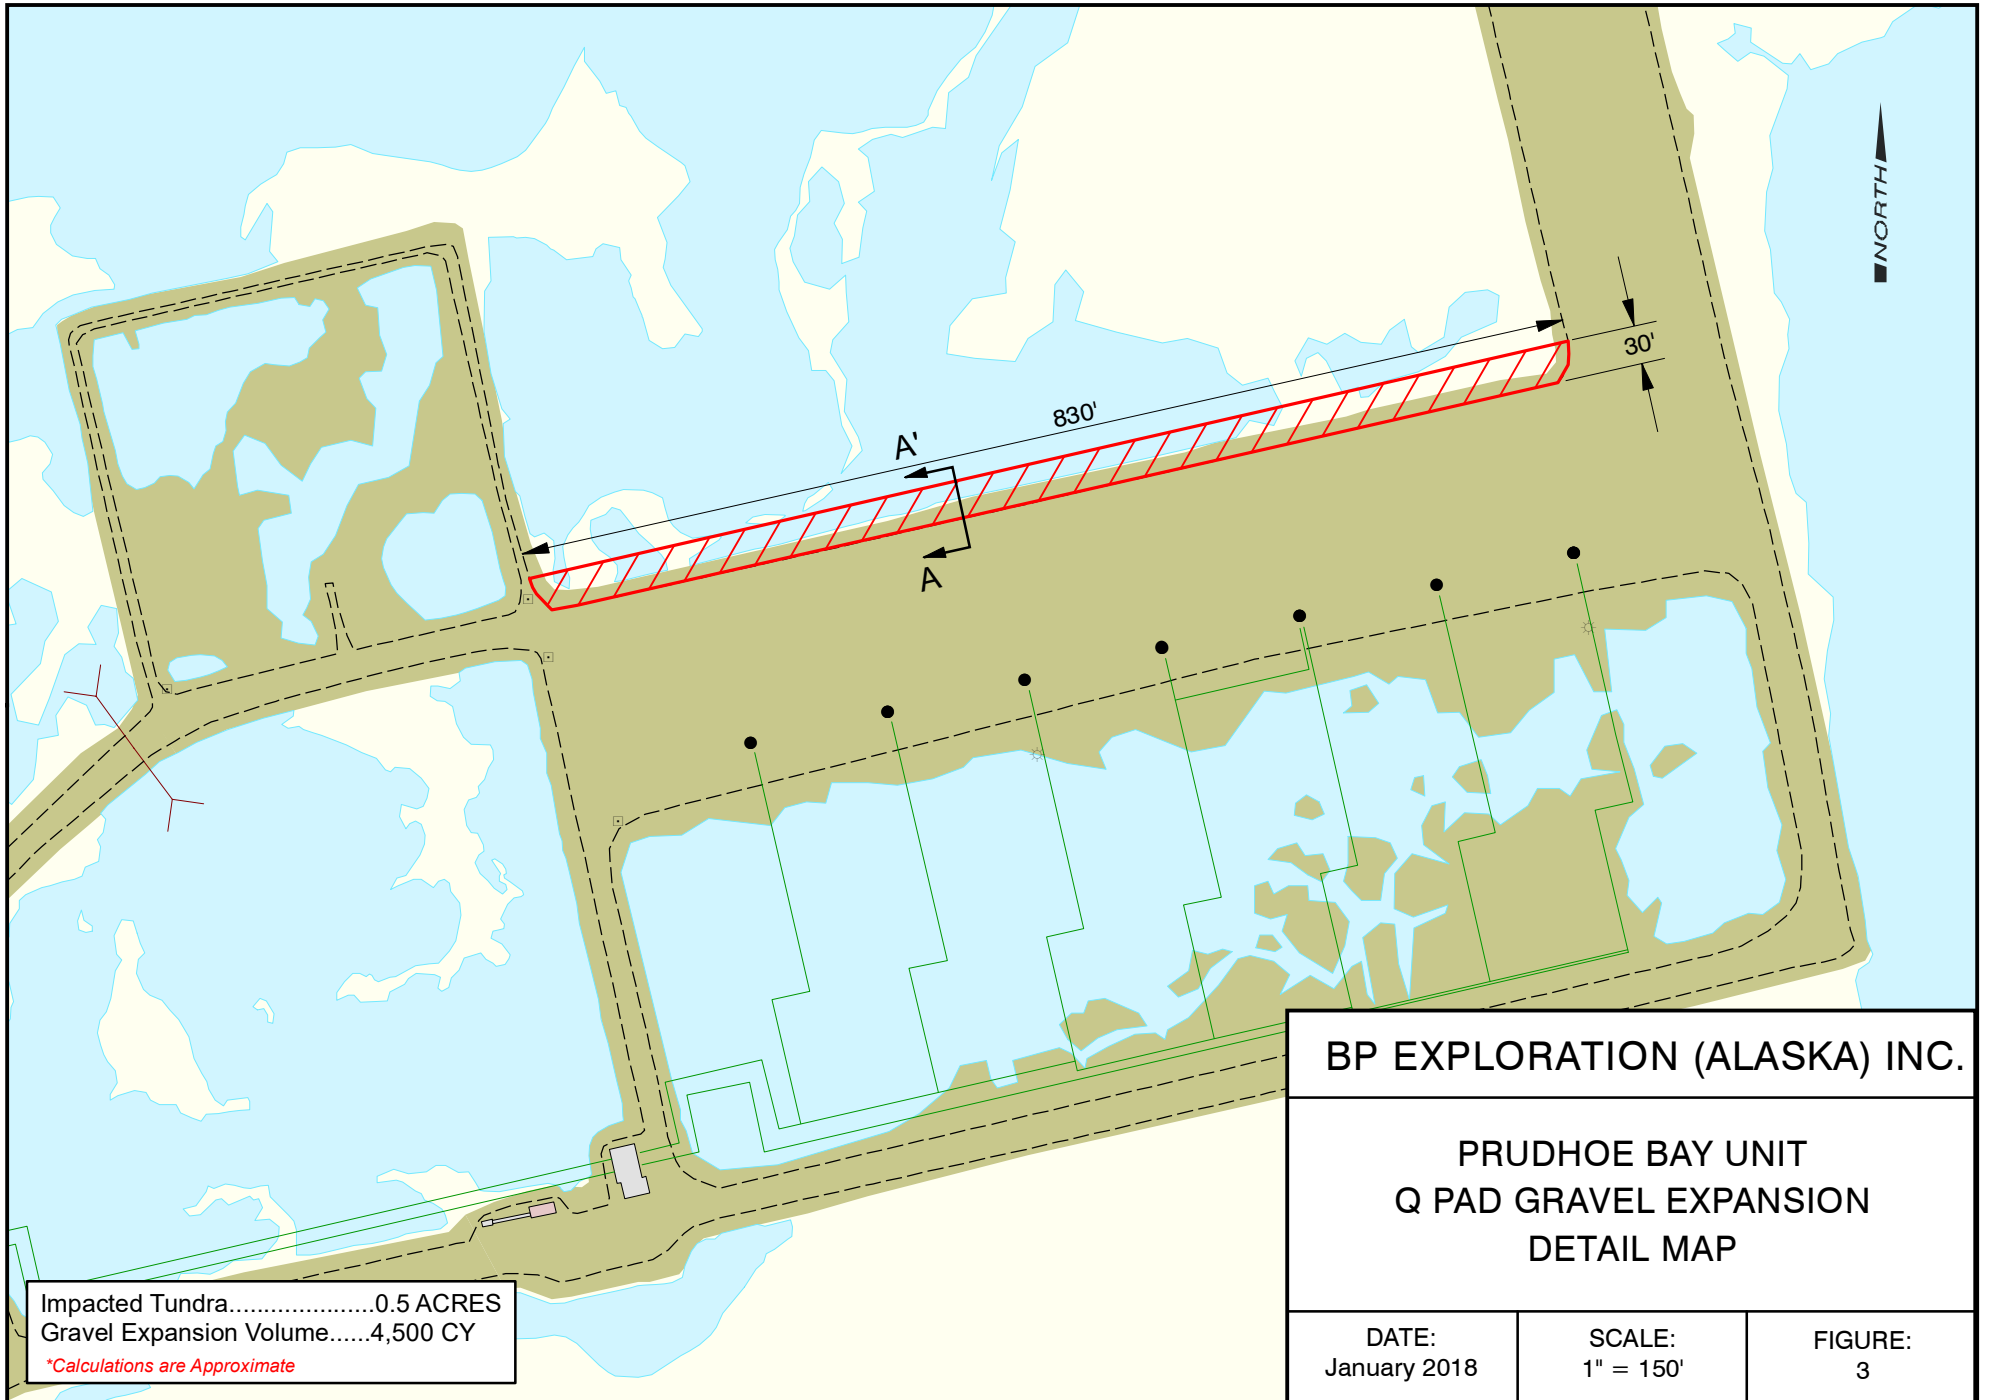 NORTH
30'
830'
A'
A
BP EXPLORATION (ALASKA) INC.
PRUDHOE BAY UNIT
Q PAD GRAVEL EXPANSION
DETAIL MAP
DATE:
January 2018
SCALE:
1" = 150'
FIGURE:
3
Impacted Tundra.....................0.5 ACRES
Gravel Expansion Volume......4,500 CY
*Calculations are Approximate